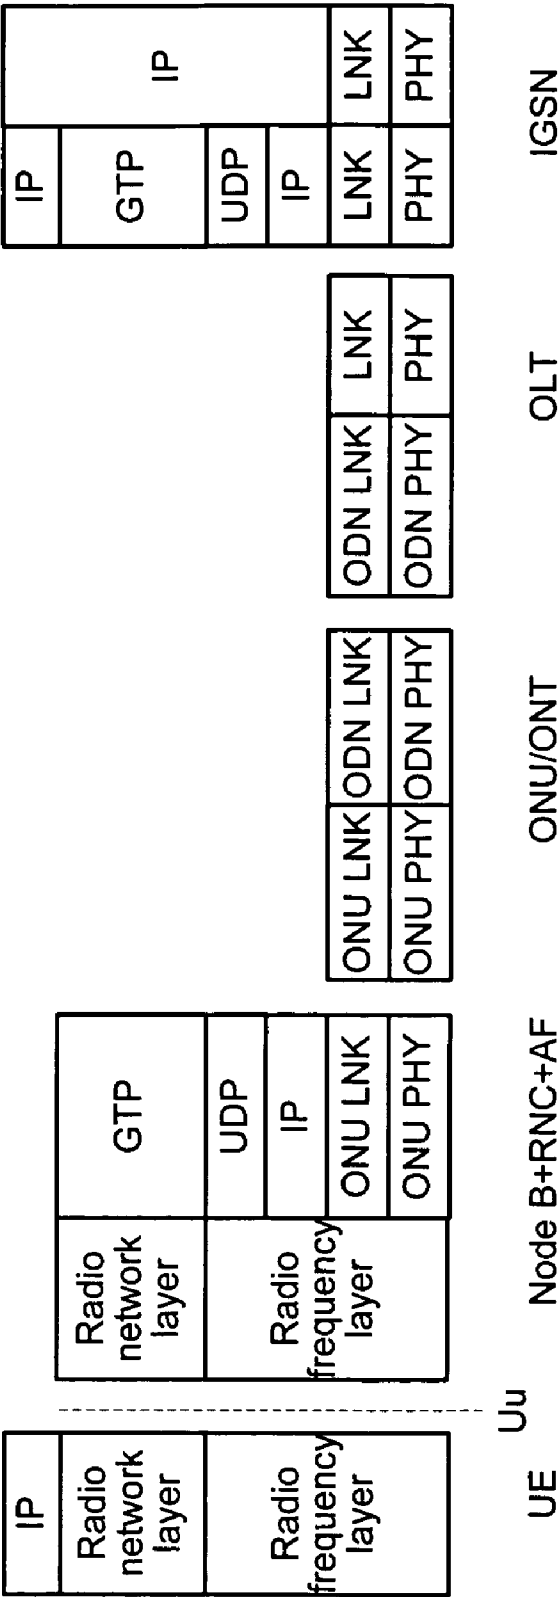 IP
Radio
network
layer
Radio
frequency
layer
UE
Uu
Radio
network
layer
Radio
frequency
layer
GTP
UDP
IP
ONU LNK
ONU PHY
Node B+RNC+AF
ONU LNK
ODN LNK
ONU PHY
ODN PHY
ONU/ONT
ODN LNK
LNK
ODN PHY
PHY
OLT
IP
GTP
UDP
IP
LNK
PHY
IP
LNK
PHY
IGSN